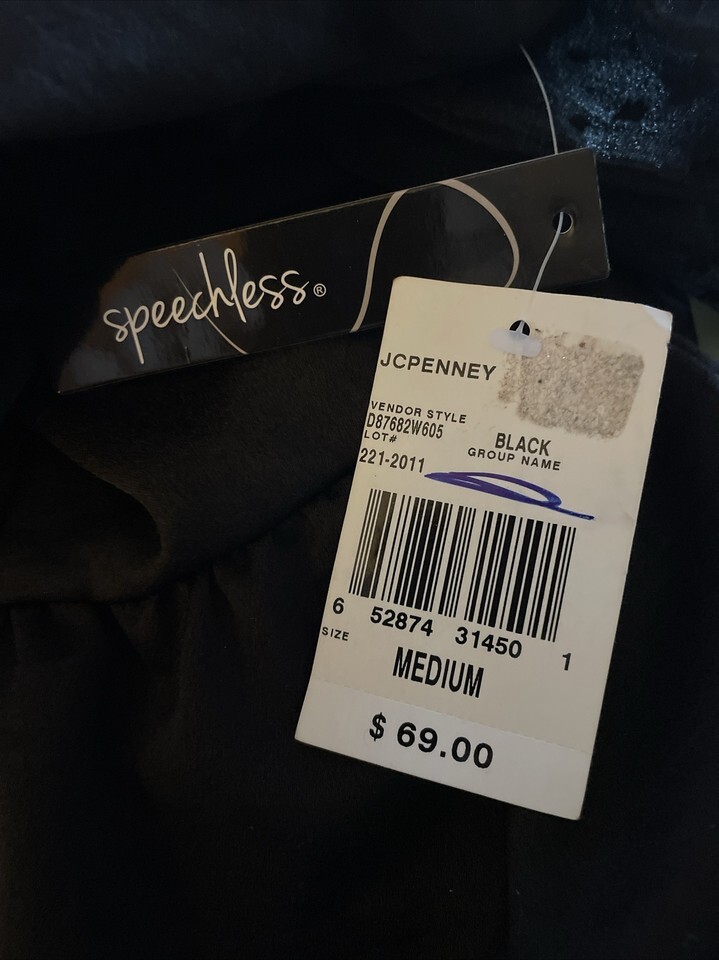 speechless®
JCPENNEY
VENDOR STYLE
D87682W605
LOT#
BLACK
GROUP NAME
221-2011
6 52874 31450 1
SIZE
MEDIUM
$ 69.00